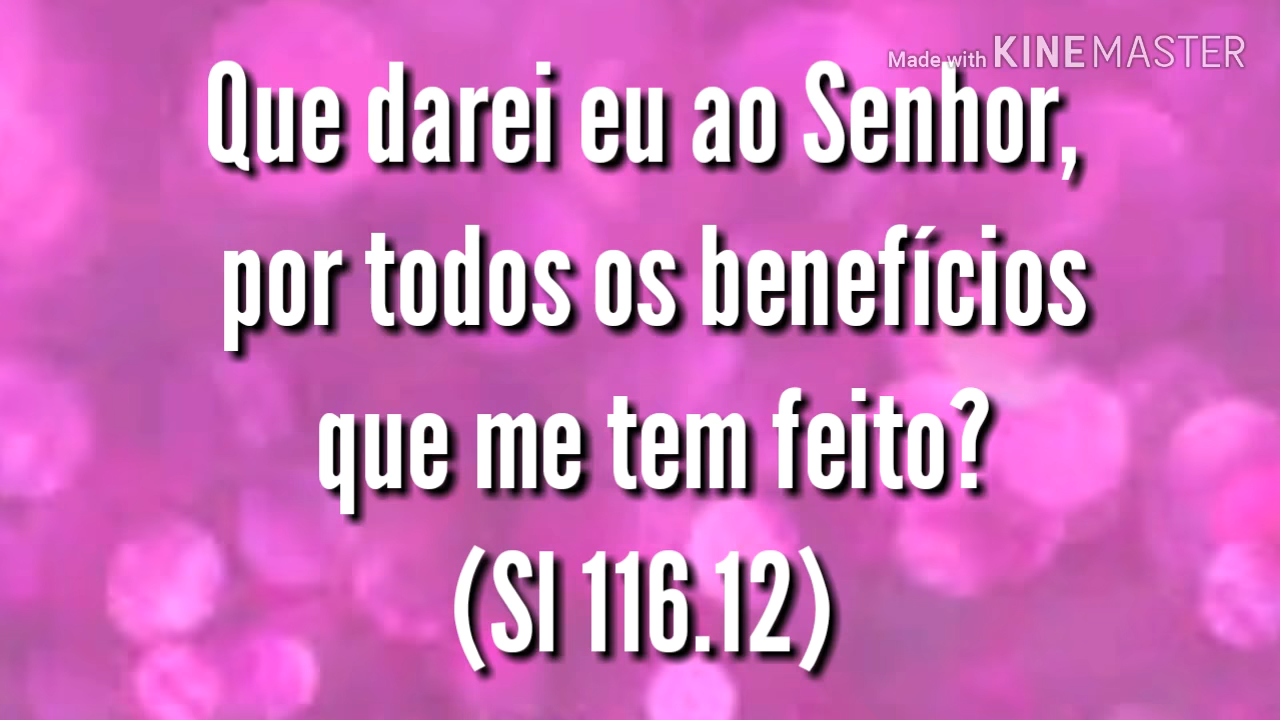 Made with KINEMASTER
Que darei eu ao Senhor,
por todos os benefícios
que me tem feito?
(Sl 116.12)